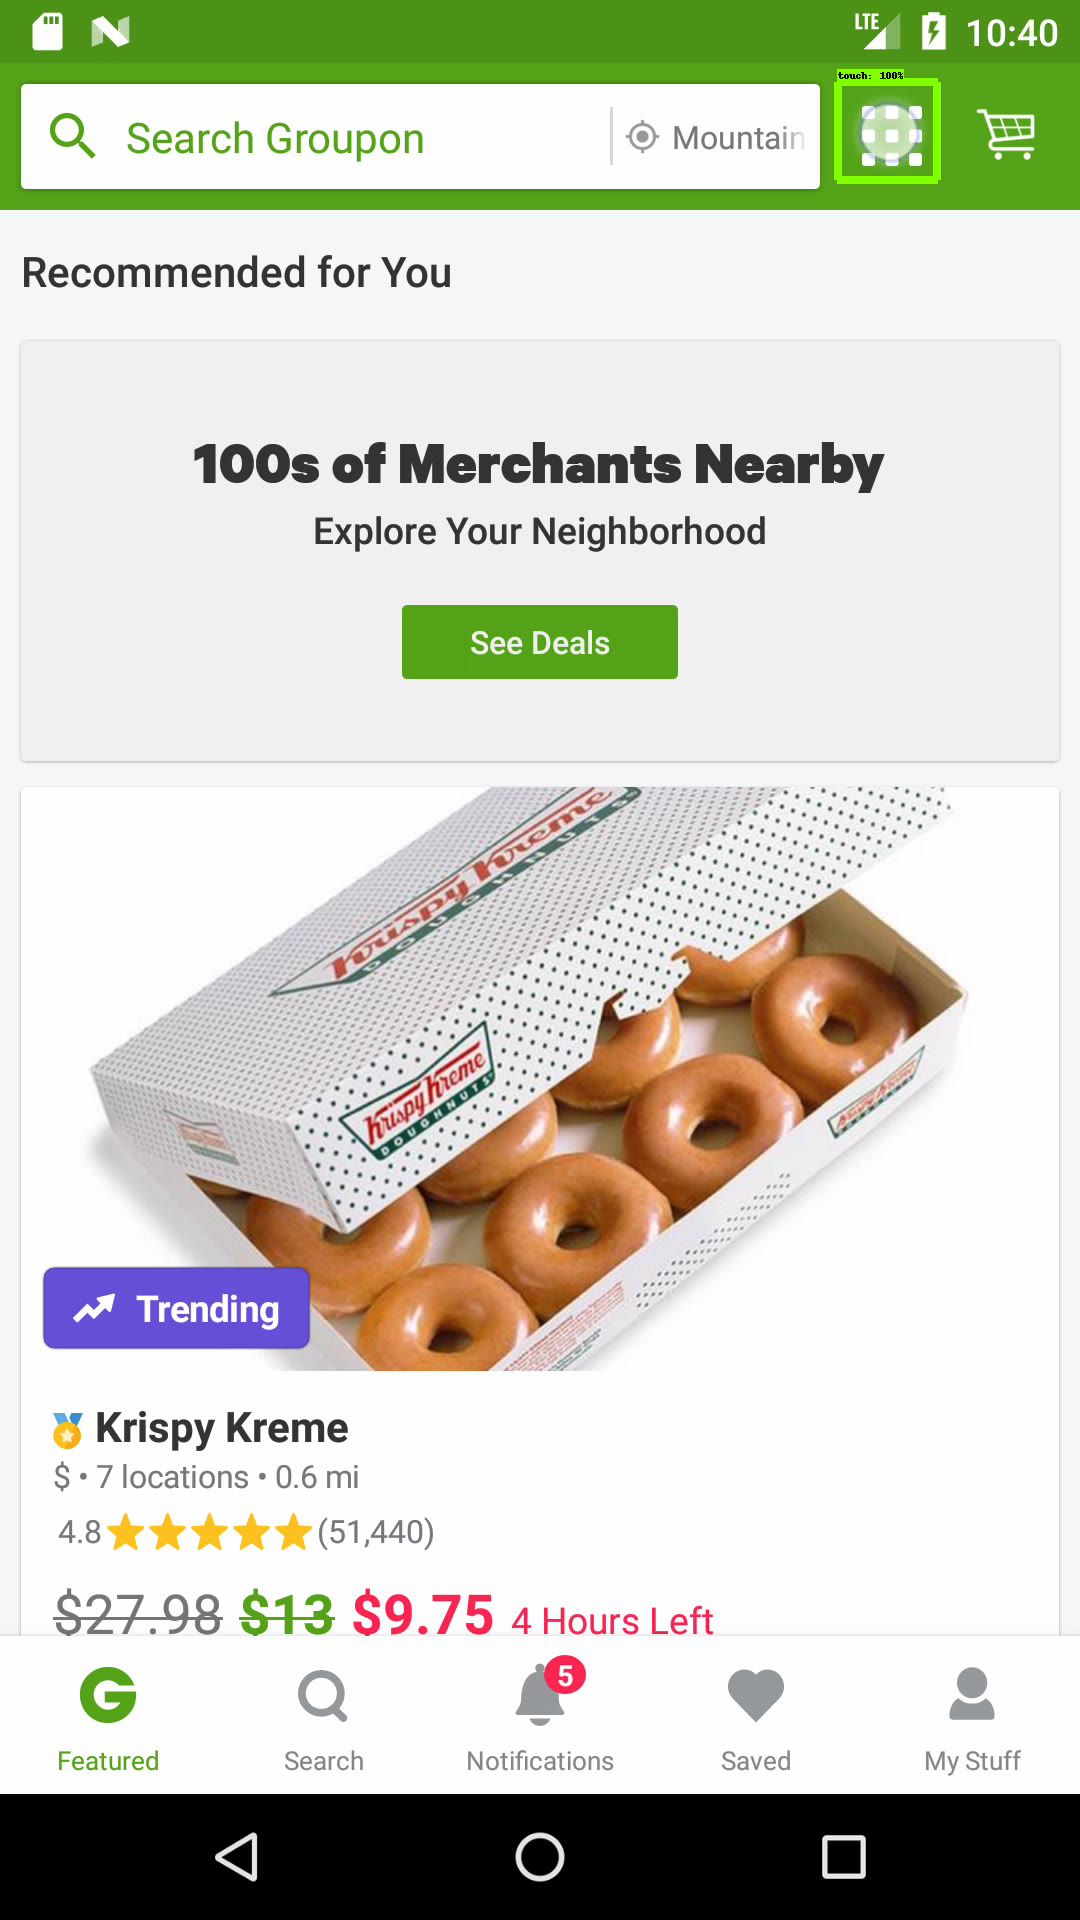 LTE 10:40
touch: 100%
Search Groupon
Mountain
Recommended for You
100s of Merchants Nearby
Explore Your Neighborhood
See Deals
Krispy Kreme
DOUGHNUTS
Krispy Kreme
DOUGHNUTS
Krispy Kreme
Trending
Krispy Kreme
$ • 7 locations • 0.6 mi
4.8 (51,440)
$27.98 $13 $9.75 4 Hours Left
5
Featured
Search
Notifications
Saved
My Stuff